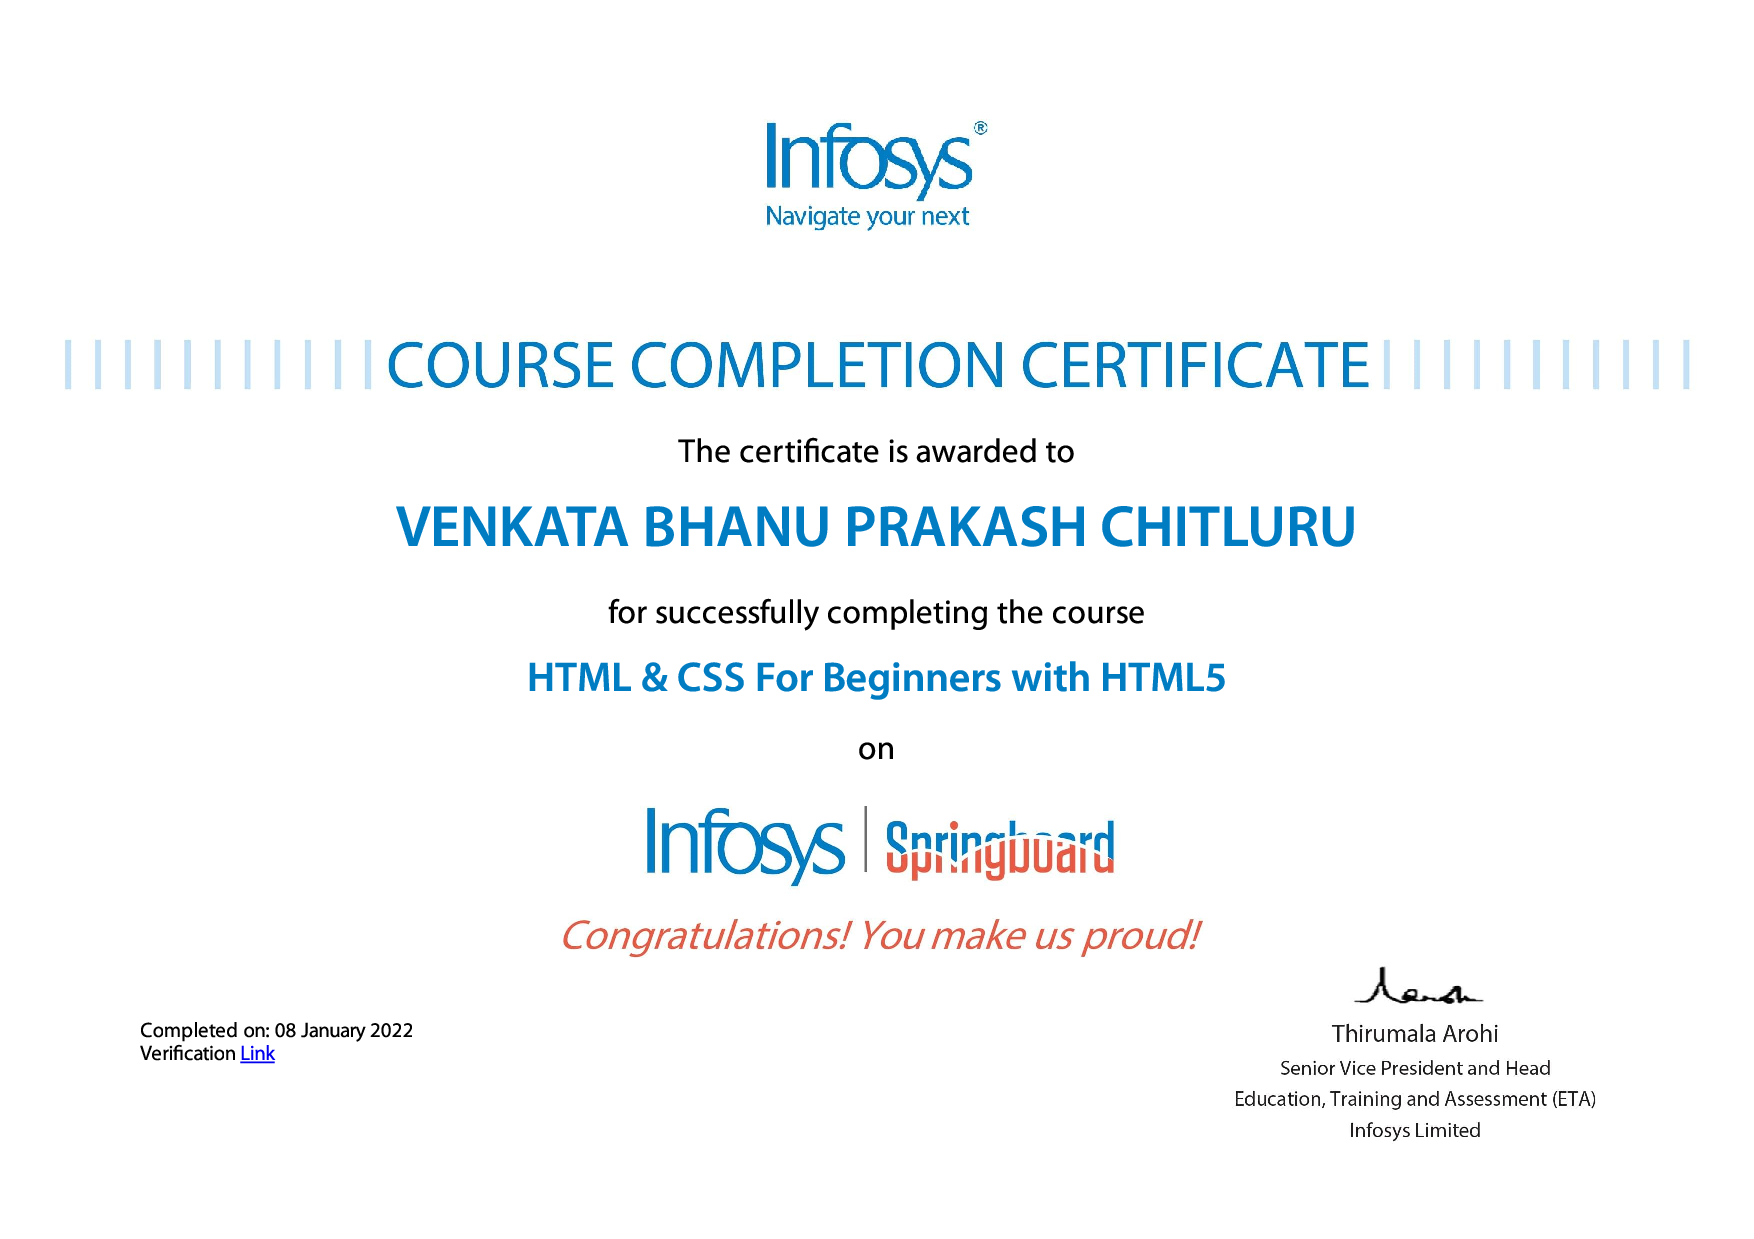 Infosys®
Navigate your next
COURSE COMPLETION CERTIFICATE
The certificate is awarded to
VENKATA BHANU PRAKASH CHITLURU
for successfully completing the course
HTML & CSS For Beginners with HTML5
on
Infosys | Springboard
Congratulations! You make us proud!
Completed on: 08 January 2022
Verification Link
Thirumala Arohi
Senior Vice President and Head
Education, Training and Assessment (ETA)
Infosys Limited